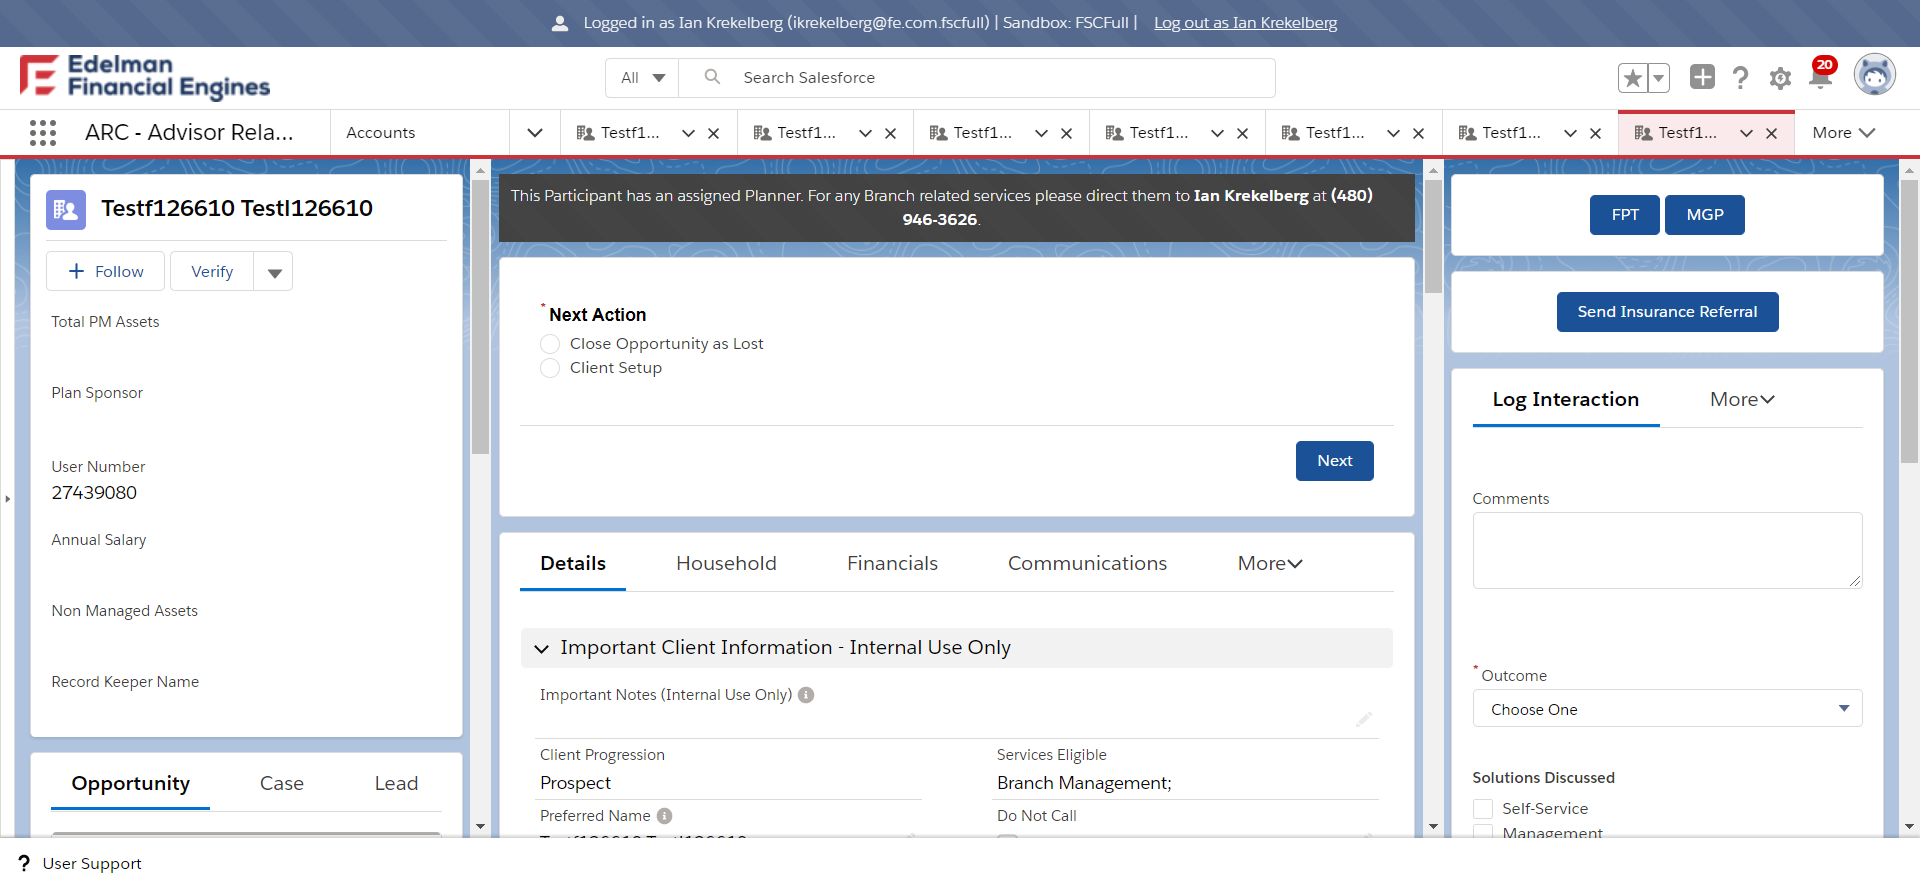 Logged in as Ian Krekelberg (ikrekelberg@fe.com.fscfull) | Sandbox: FSCFull | Log out as Ian Krekelberg
Edelman
Financial Engines
All
Search Salesforce
20
ARC - Advisor Rela...
Accounts
Testf1...
Testf1...
Testf1...
Testf1...
Testf1...
Testf1...
Testf1...
More
Testf126610 Testl126610
Follow
Verify
Total PM Assets
Plan Sponsor
User Number
27439080
Annual Salary
Non Managed Assets
Record Keeper Name
Opportunity
Case
Lead
This Participant has an assigned Planner. For any Branch related services please direct them to Ian Krekelberg at (480)
946-3626.
* Next Action
Close Opportunity as Lost
Client Setup
Next
Details
Household
Financials
Communications
More
Important Client Information - Internal Use Only
Important Notes (Internal Use Only)
Client Progression
Prospect
Services Eligible
Branch Management;
Preferred Name
Do Not Call
FPT
MGP
Send Insurance Referral
Log Interaction
More
Comments
* Outcome
Choose One
Solutions Discussed
Self-Service
Management
? User Support